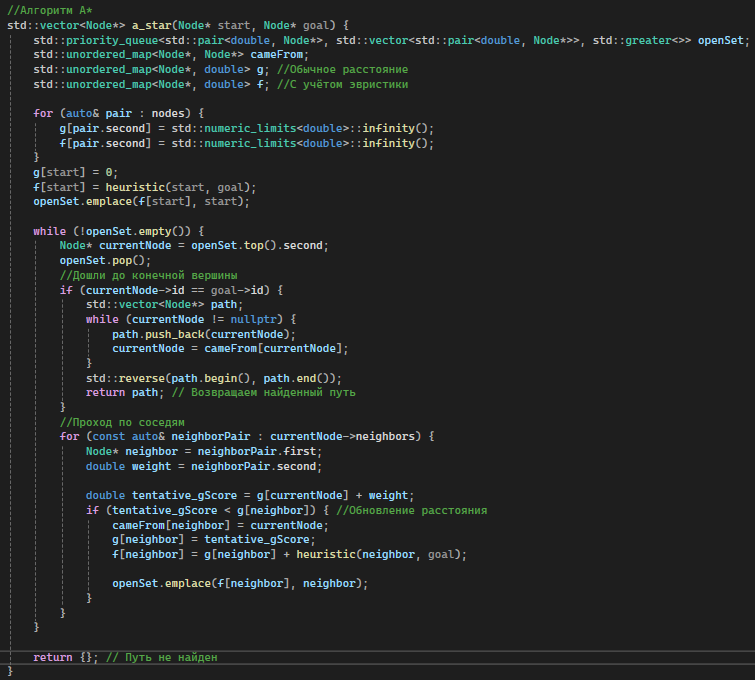 //Алгоритм A*
std::vector<Node*> a_star(Node* start, Node* goal) {
    std::priority_queue<std::pair<double, Node*>, std::vector<std::pair<double, Node*>>, std::greater<>> openSet;
    std::unordered_map<Node*, Node*> cameFrom;
    std::unordered_map<Node*, double> g; //Обычное расстояние
    std::unordered_map<Node*, double> f; //С учётом эвристики

    for (auto& pair : nodes) {
        g[pair.second] = std::numeric_limits<double>::infinity();
        f[pair.second] = std::numeric_limits<double>::infinity();
    }
    g[start] = 0;
    f[start] = heuristic(start, goal);
    openSet.emplace(f[start], start);

    while (!openSet.empty()) {
        Node* currentNode = openSet.top().second;
        openSet.pop();
        //Дошли до конечной вершины
        if (currentNode->id == goal->id) {
            std::vector<Node*> path;
            while (currentNode != nullptr) {
                path.push_back(currentNode);
                currentNode = cameFrom[currentNode];
            }
            std::reverse(path.begin(), path.end());
            return path; // Возвращаем найденный путь
        }
        //Проход по соседям
        for (const auto& neighborPair : currentNode->neighbors) {
            Node* neighbor = neighborPair.first;
            double weight = neighborPair.second;

            double tentative_gScore = g[currentNode] + weight;
            if (tentative_gScore < g[neighbor]) { //Обновление расстояния
                cameFrom[neighbor] = currentNode;
                g[neighbor] = tentative_gScore;
                f[neighbor] = g[neighbor] + heuristic(neighbor, goal);

                openSet.emplace(f[neighbor], neighbor);
            }
        }
    }

    return {}; // Путь не найден
}